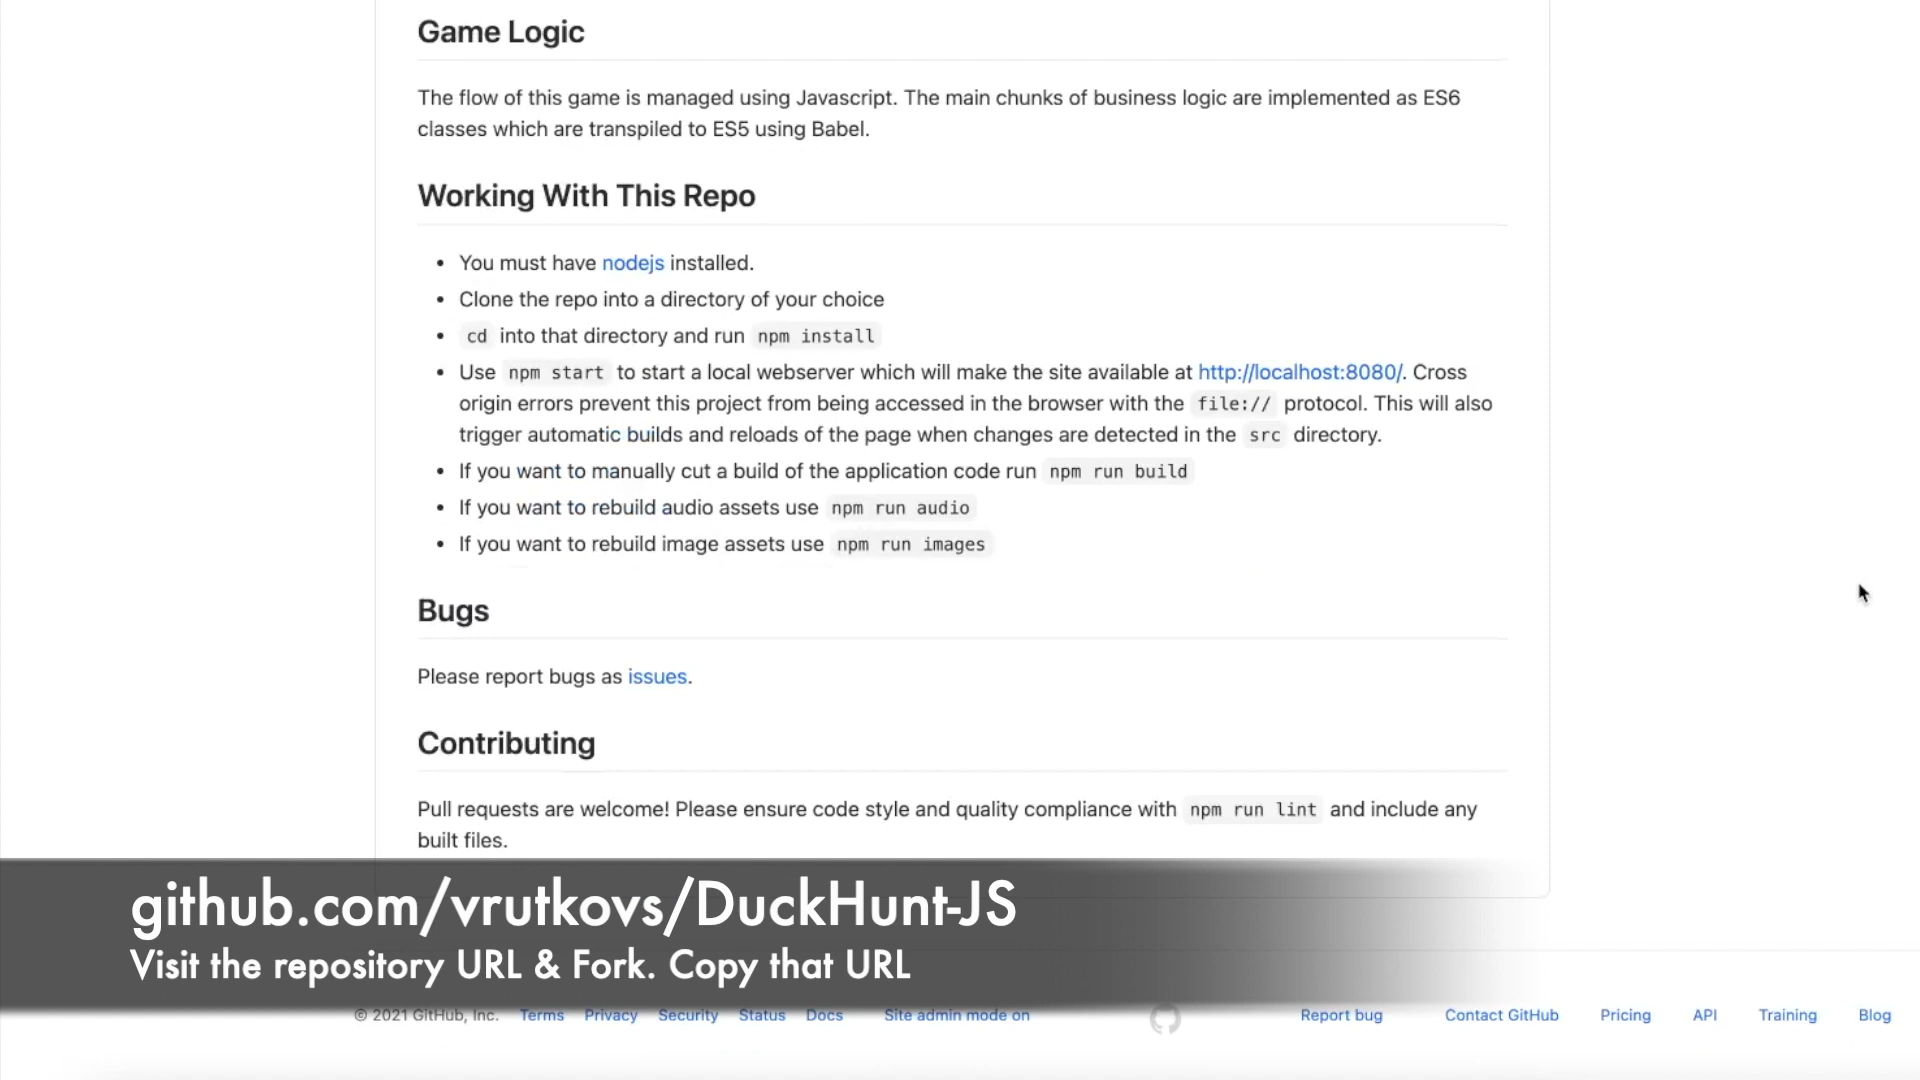 Game Logic
The flow of this game is managed using Javascript. The main chunks of business logic are implemented as ES6
classes which are transpiled to ES5 using Babel.
Working With This Repo
• You must have nodejs installed.
• Clone the repo into a directory of your choice
• cd into that directory and run npm install
• Use npm start to start a local webserver which will make the site available at http://localhost:8080/. Cross
origin errors prevent this project from being accessed in the browser with the file:// protocol. This will also
trigger automatic builds and reloads of the page when changes are detected in the src directory.
• If you want to manually cut a build of the application code run npm run build
• If you want to rebuild audio assets use npm run audio
• If you want to rebuild image assets use npm run images
Bugs
Please report bugs as issues.
Contributing
Pull requests are welcome! Please ensure code style and quality compliance with npm run lint and include any
built files.
github.com/vrutkovs/DuckHunt-JS
Visit the repository URL & Fork. Copy that URL
© 2021 GitHub, Inc. Terms Privacy Security Status Docs Site admin mode on Report bug Contact GitHub Pricing API Training Blog